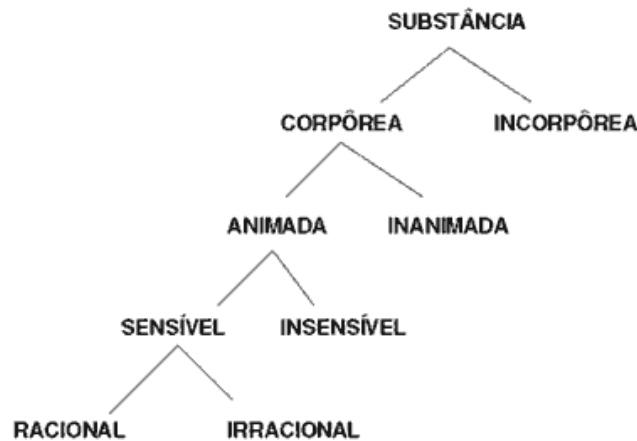 SUBSTÂNCIA
CORPÔREA INCORPÔREA
ANIMADA INANIMADA
SENSÍVEL INSENSÍVEL
RACIONAL IRRACIONAL